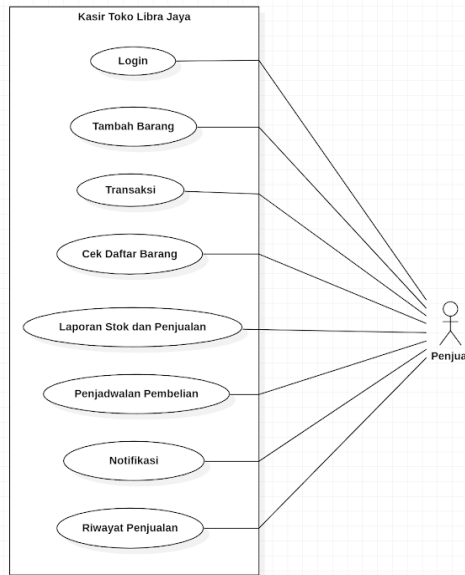 Kasir Toko Libra Jaya
Login
Tambah Barang
Transaksi
Cek Daftar Barang
Laporan Stok dan Penjualan
Penjua
Penjadwalan Pembelian
Notifikasi
Riwayat Penjualan